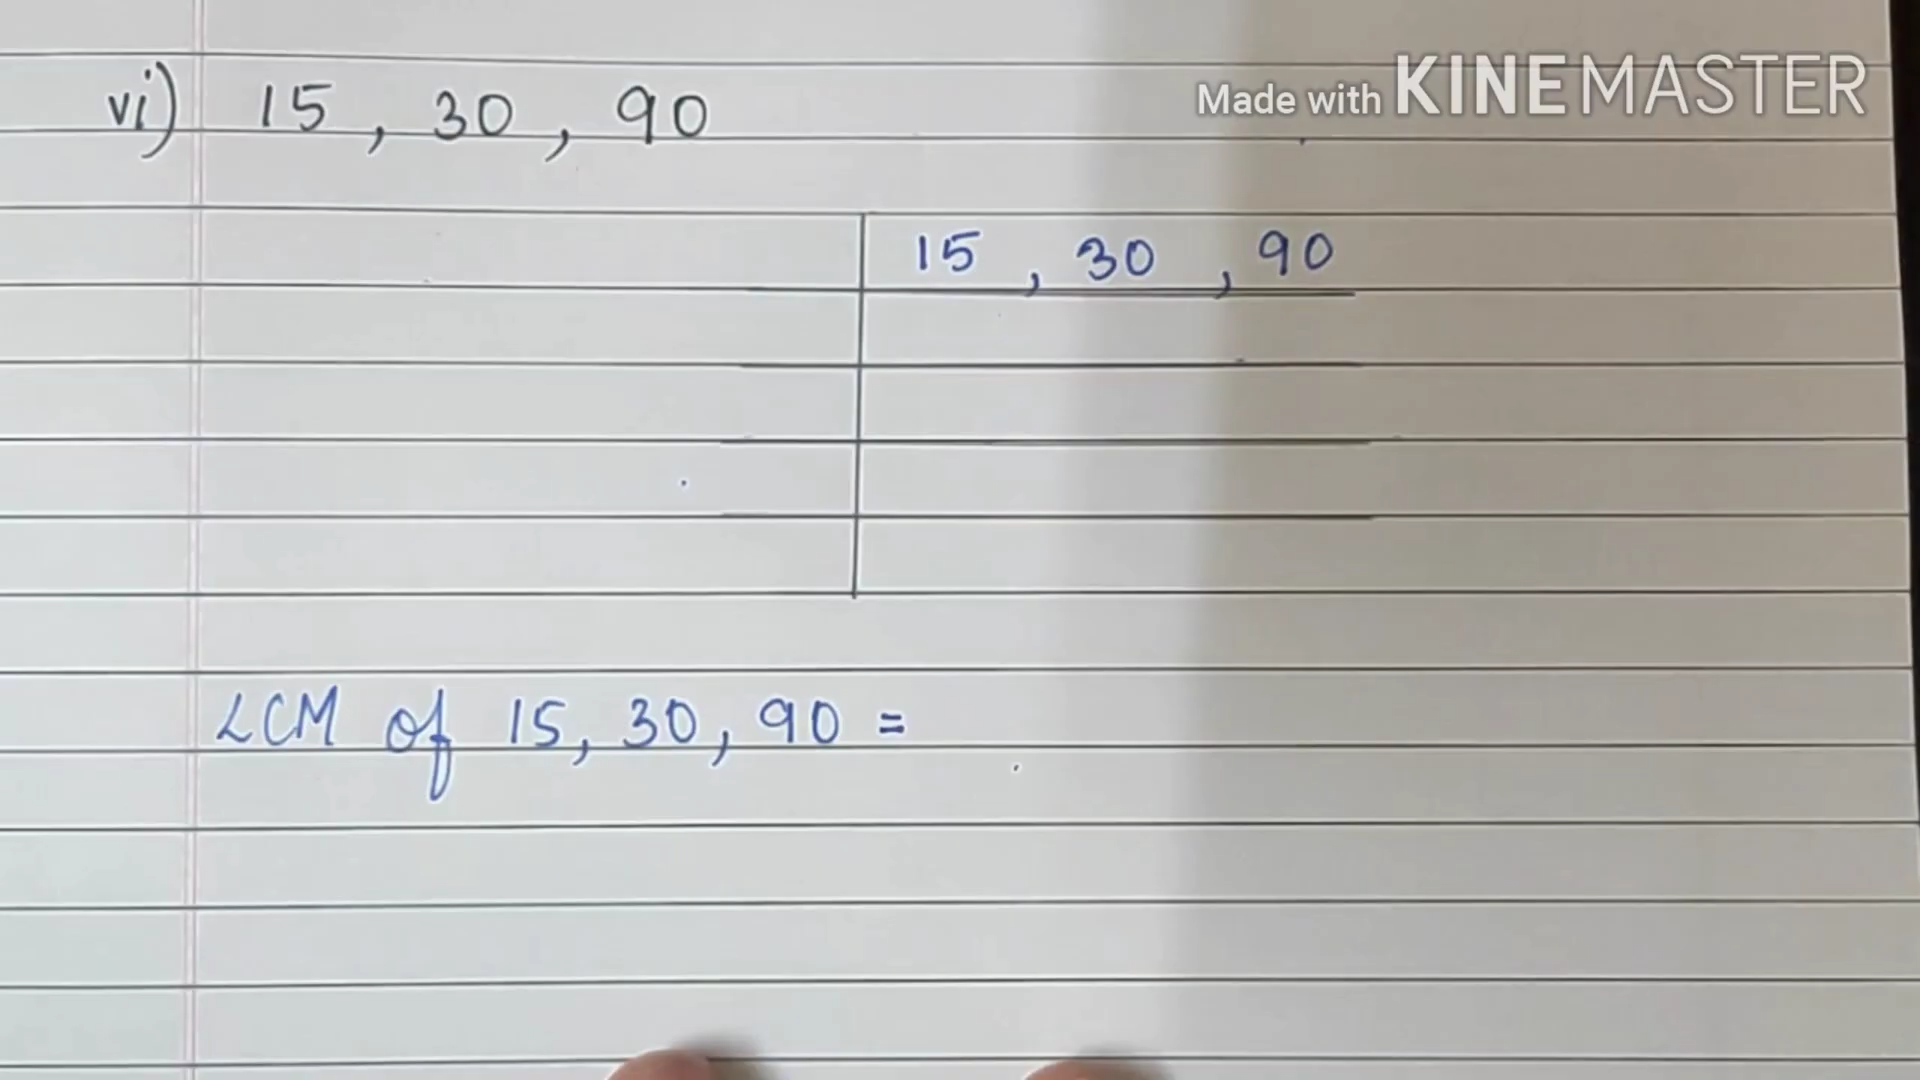 vi) 15 , 30 , 90
Made with KINEMASTER
15 , 30 , 90
LCM of 15, 30, 90 =